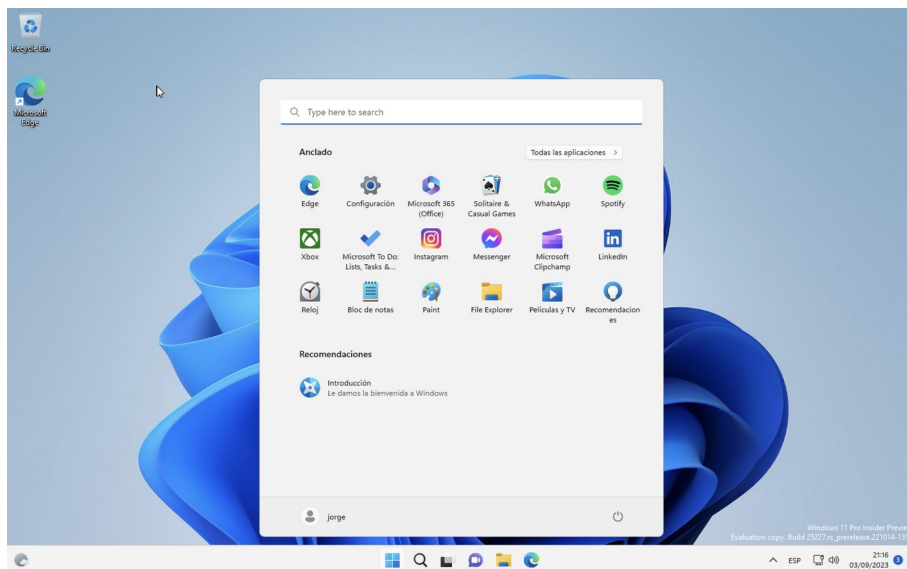 Recycle Bin
Microsoft
Edge
Type here to search
Anclado
Todas las aplicaciones
Edge
Configuración
Microsoft 365
(Office)
Solitaire &
Casual Games
WhatsApp
Spotify
Xbox
Microsoft To Do:
Lists, Tasks &...
Instagram
Messenger
Microsoft
Clipchamp
LinkedIn
Reloj
Bloc de notas
Paint
File Explorer
Películas y TV
Recomendacion
es
Recomendaciones
Introducción
Le damos la bienvenida a Windows
jorge
Windows 11 Pro Insider Previe
Evaluation copy. Build 25227.rs_prerelease.221014-13
ESP
21:16
03/09/2023
3